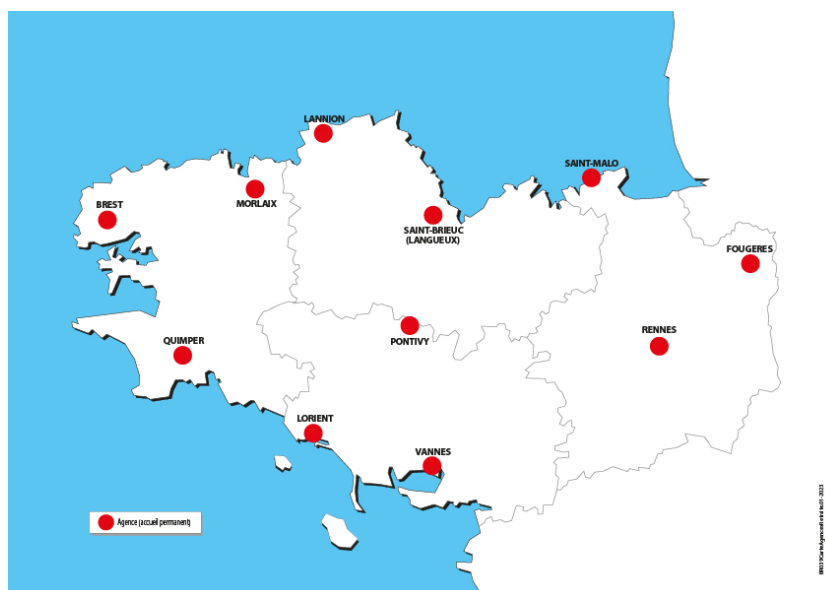 LANNION
SAINT-MALO
MORLAIX
BREST
SAINT-BRIEUC
(LANGUEUX)
FOUGERES
RENNES
PONTIVY
QUIMPER
LORIENT
VANNES
Agence (accueil permanent)